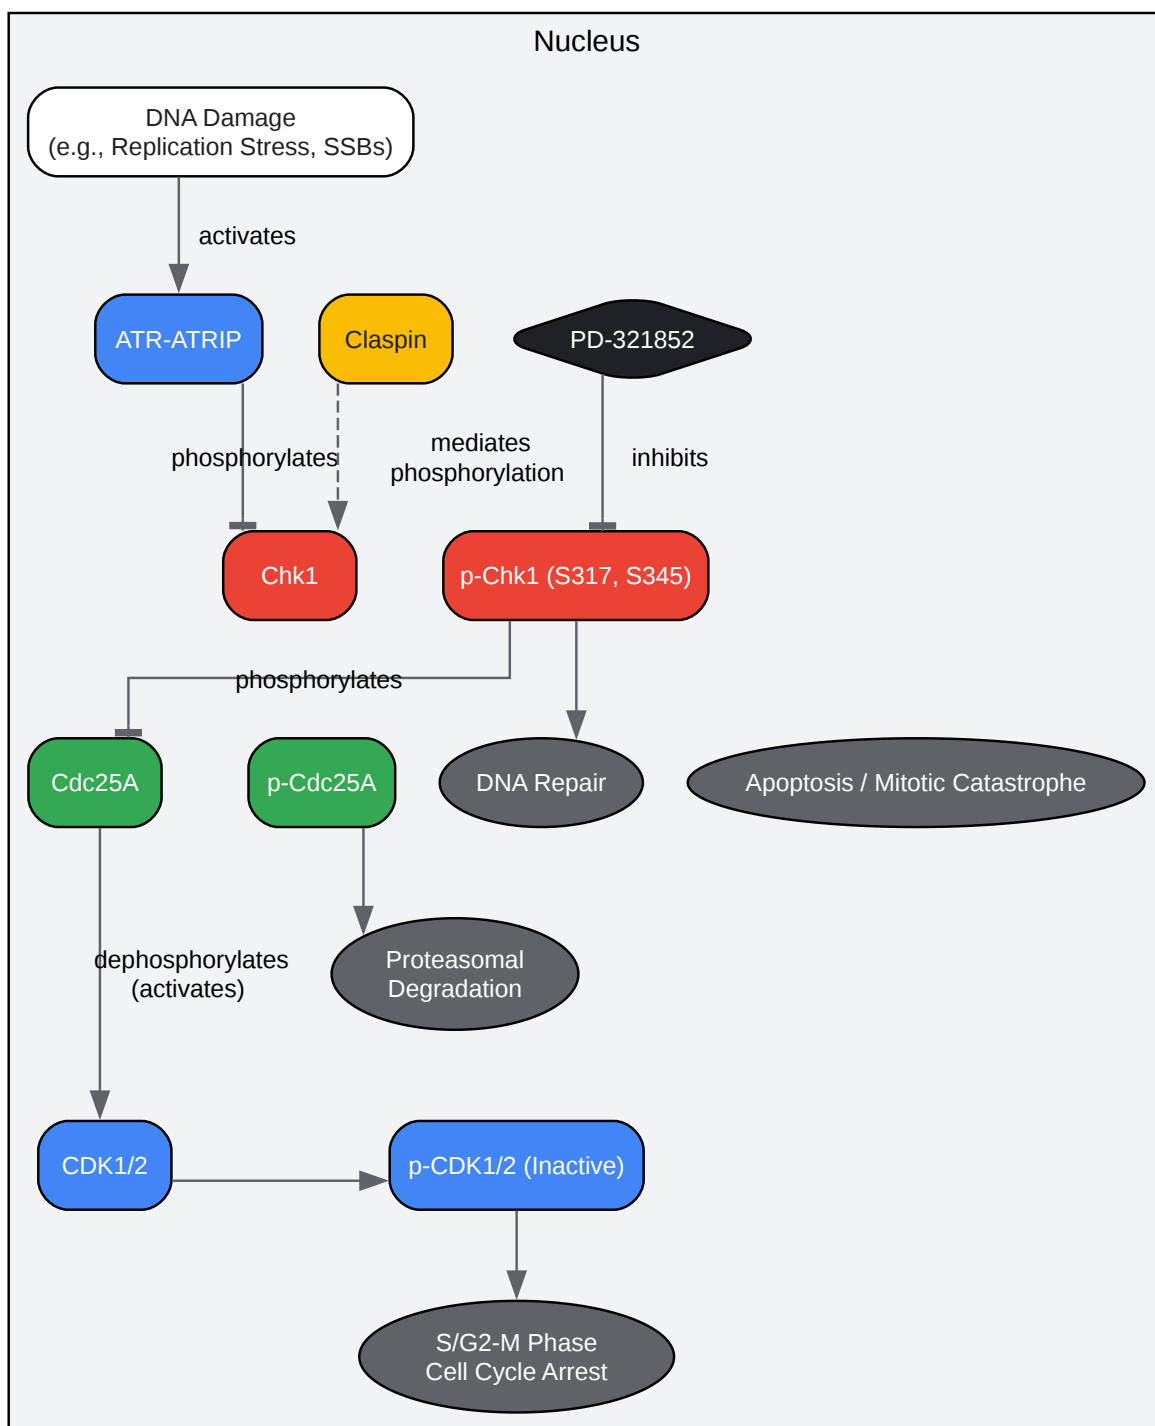 Nucleus
DNA Damage
(e.g., Replication Stress, SSBs)
activates
ATR-ATRIP
Claspin
PD-321852
phosphorylates
mediates
phosphorylation
inhibits
Chk1
p-Chk1 (S317, S345)
phosphorylates
Cdc25A
p-Cdc25A
DNA Repair
Apoptosis / Mitotic Catastrophe
dephosphorylates
(activates)
Proteasomal
Degradation
CDK1/2
p-CDK1/2 (Inactive)
S/G2-M Phase
Cell Cycle Arrest